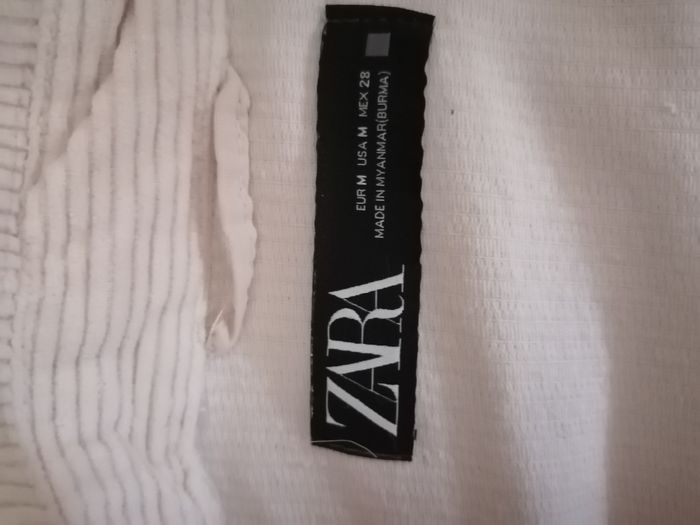 ZARA
EUR M USA M MEX 28
MADE IN MYANMAR(BURMA)